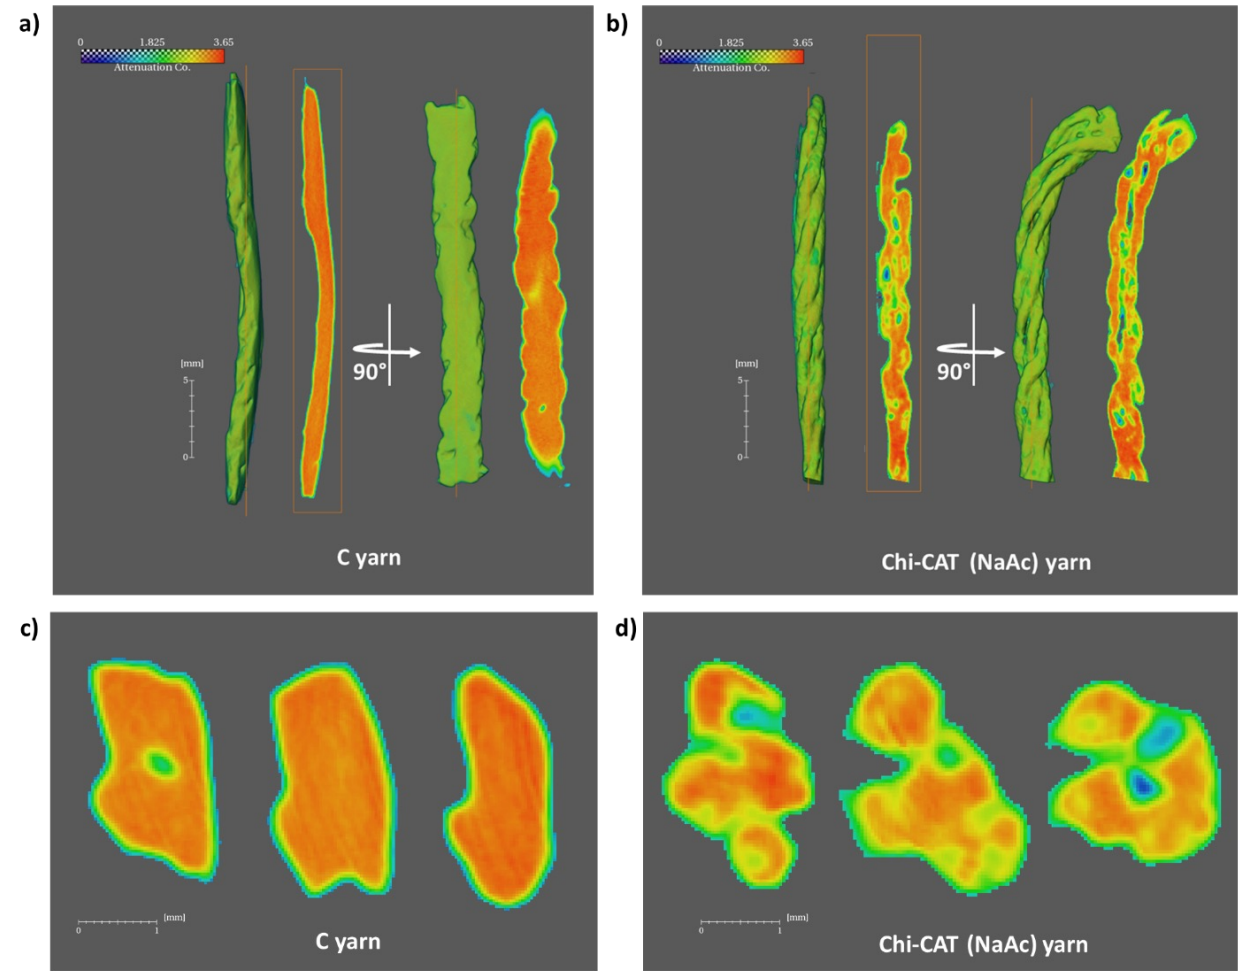 a)
0 1.825 3.65
Attenuation Co.
90°
[mm]
5
0
C yarn
b)
0 1.825 3.65
Attenuation Co.
90°
[mm]
5
0
Chi-CAT (NaAc) yarn
c)
[mm]
0 1
C yarn
d)
[mm]
0 1
Chi-CAT (NaAc) yarn